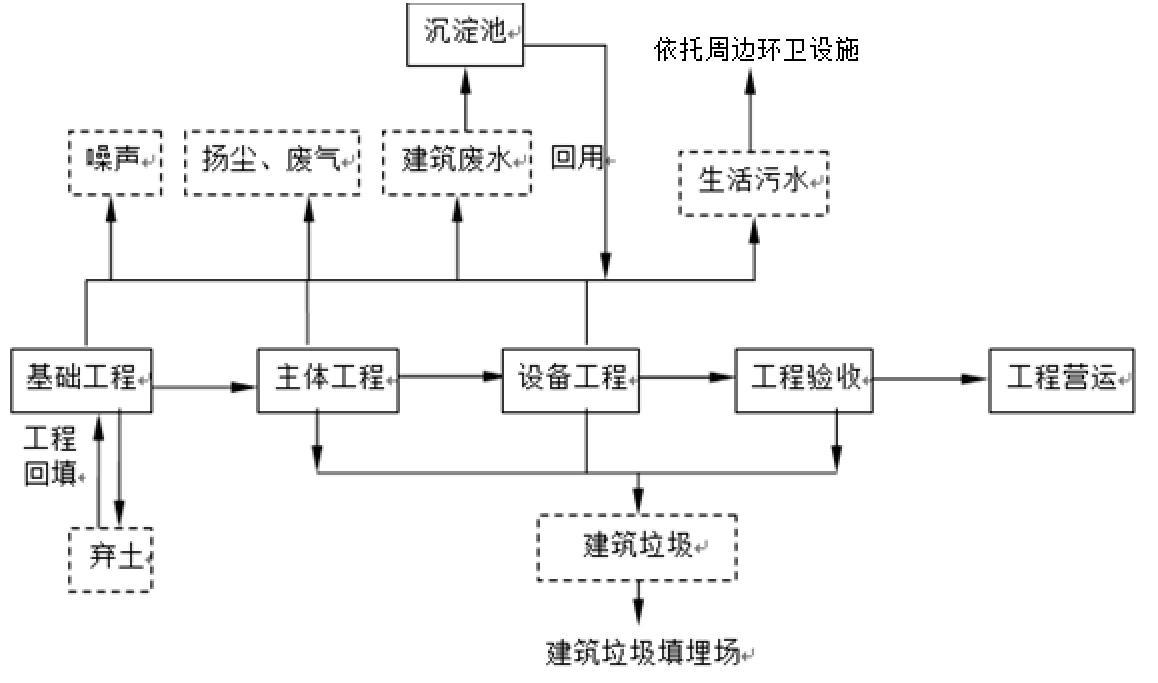 沉淀池
依托周边环卫设施
噪声
扬尘、废气
建筑废水
回用
生活污水
基础工程
主体工程
设备工程
工程验收
工程营运
工程
回填
弃土
建筑垃圾
建筑垃圾填埋场